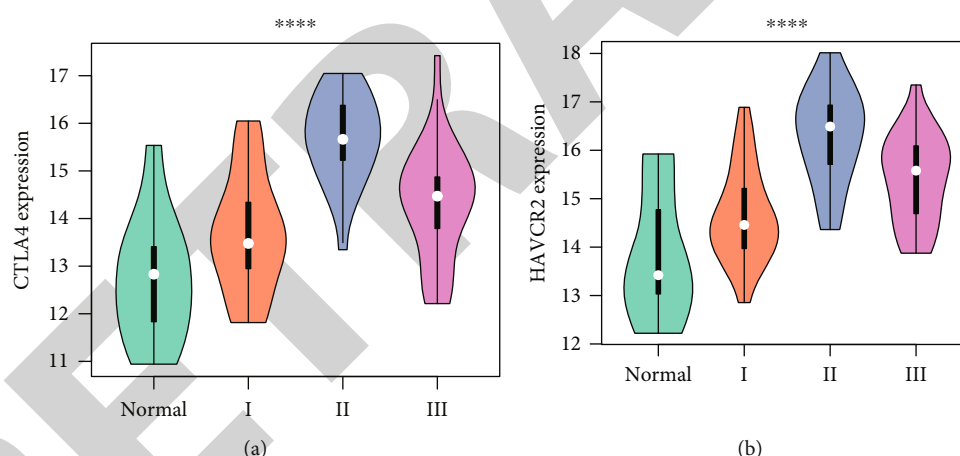 ****
CTLA4 expression
17
16
15
14
13
12
11
Normal I II III
(a)
****
HAVCR2 expression
18
17
16
15
14
13
12
Normal I II III
(b)